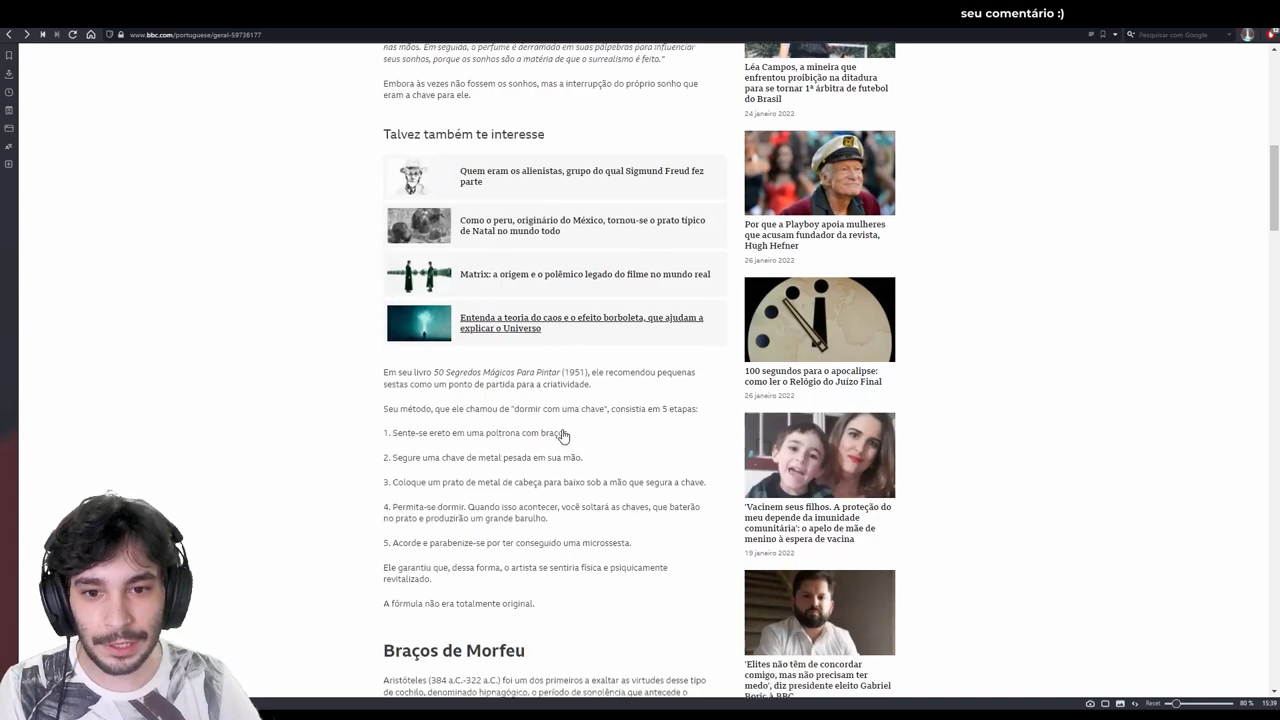 seu comentário :)
www.bbc.com/portuguese/geral-59736177
Pesquisar com Google
nas mãos. Em seguida, o perfume é derramado em suas pálpebras para influenciar
seus sonhos, porque os sonhos são a matéria de que o surrealismo é feito."
Embora às vezes não fossem os sonhos, mas a interrupção do próprio sonho que
eram a chave para ele.
Talvez também te interesse
Quem eram os alienistas, grupo do qual Sigmund Freud fez
parte
Como o peru, originário do México, tornou-se o prato típico
de Natal no mundo todo
Matrix: a origem e o polêmico legado do filme no mundo real
Entenda a teoria do caos e o efeito borboleta, que ajudam a
explicar o Universo
Em seu livro 50 Segredos Mágicos Para Pintar (1951), ele recomendou pequenas
sestas como um ponto de partida para a criatividade.
Seu método, que ele chamou de "dormir com uma chave", consistia em 5 etapas:
1. Sente-se ereto em uma poltrona com braços
2. Segure uma chave de metal pesada em sua mão.
3. Coloque um prato de metal de cabeça para baixo sob a mão que segura a chave.
4. Permita-se dormir. Quando isso acontecer, você soltará as chaves, que baterão
no prato e produzirão um grande barulho.
5. Acorde e parabenize-se por ter conseguido uma microssesta.
Ele garantiu que, dessa forma, o artista se sentiria física e psiquicamente
revitalizado.
A fórmula não era totalmente original.
Braços de Morfeu
Aristóteles (384 a.C.-322 a.C.) foi um dos primeiros a exaltar as virtudes desse tipo
de cochilo, denominado hipnagógico, o período de sonolência que antecede o
Léa Campos, a mineira que
enfrentou proibição na ditadura
para se tornar 1ª árbitra de futebol
do Brasil
24 janeiro 2022
Por que a Playboy apoia mulheres
que acusam fundador da revista,
Hugh Hefner
26 janeiro 2022
100 segundos para o apocalipse:
como ler o Relógio do Juízo Final
26 janeiro 2022
'Vacinem seus filhos. A proteção do
meu depende da imunidade
comunitária': o apelo de mãe de
menino à espera de vacina
19 janeiro 2022
'Elites não têm de concordar
comigo, mas não precisam ter
medo', diz presidente eleito Gabriel
Boric à BBC
Reset
80 %
15:39